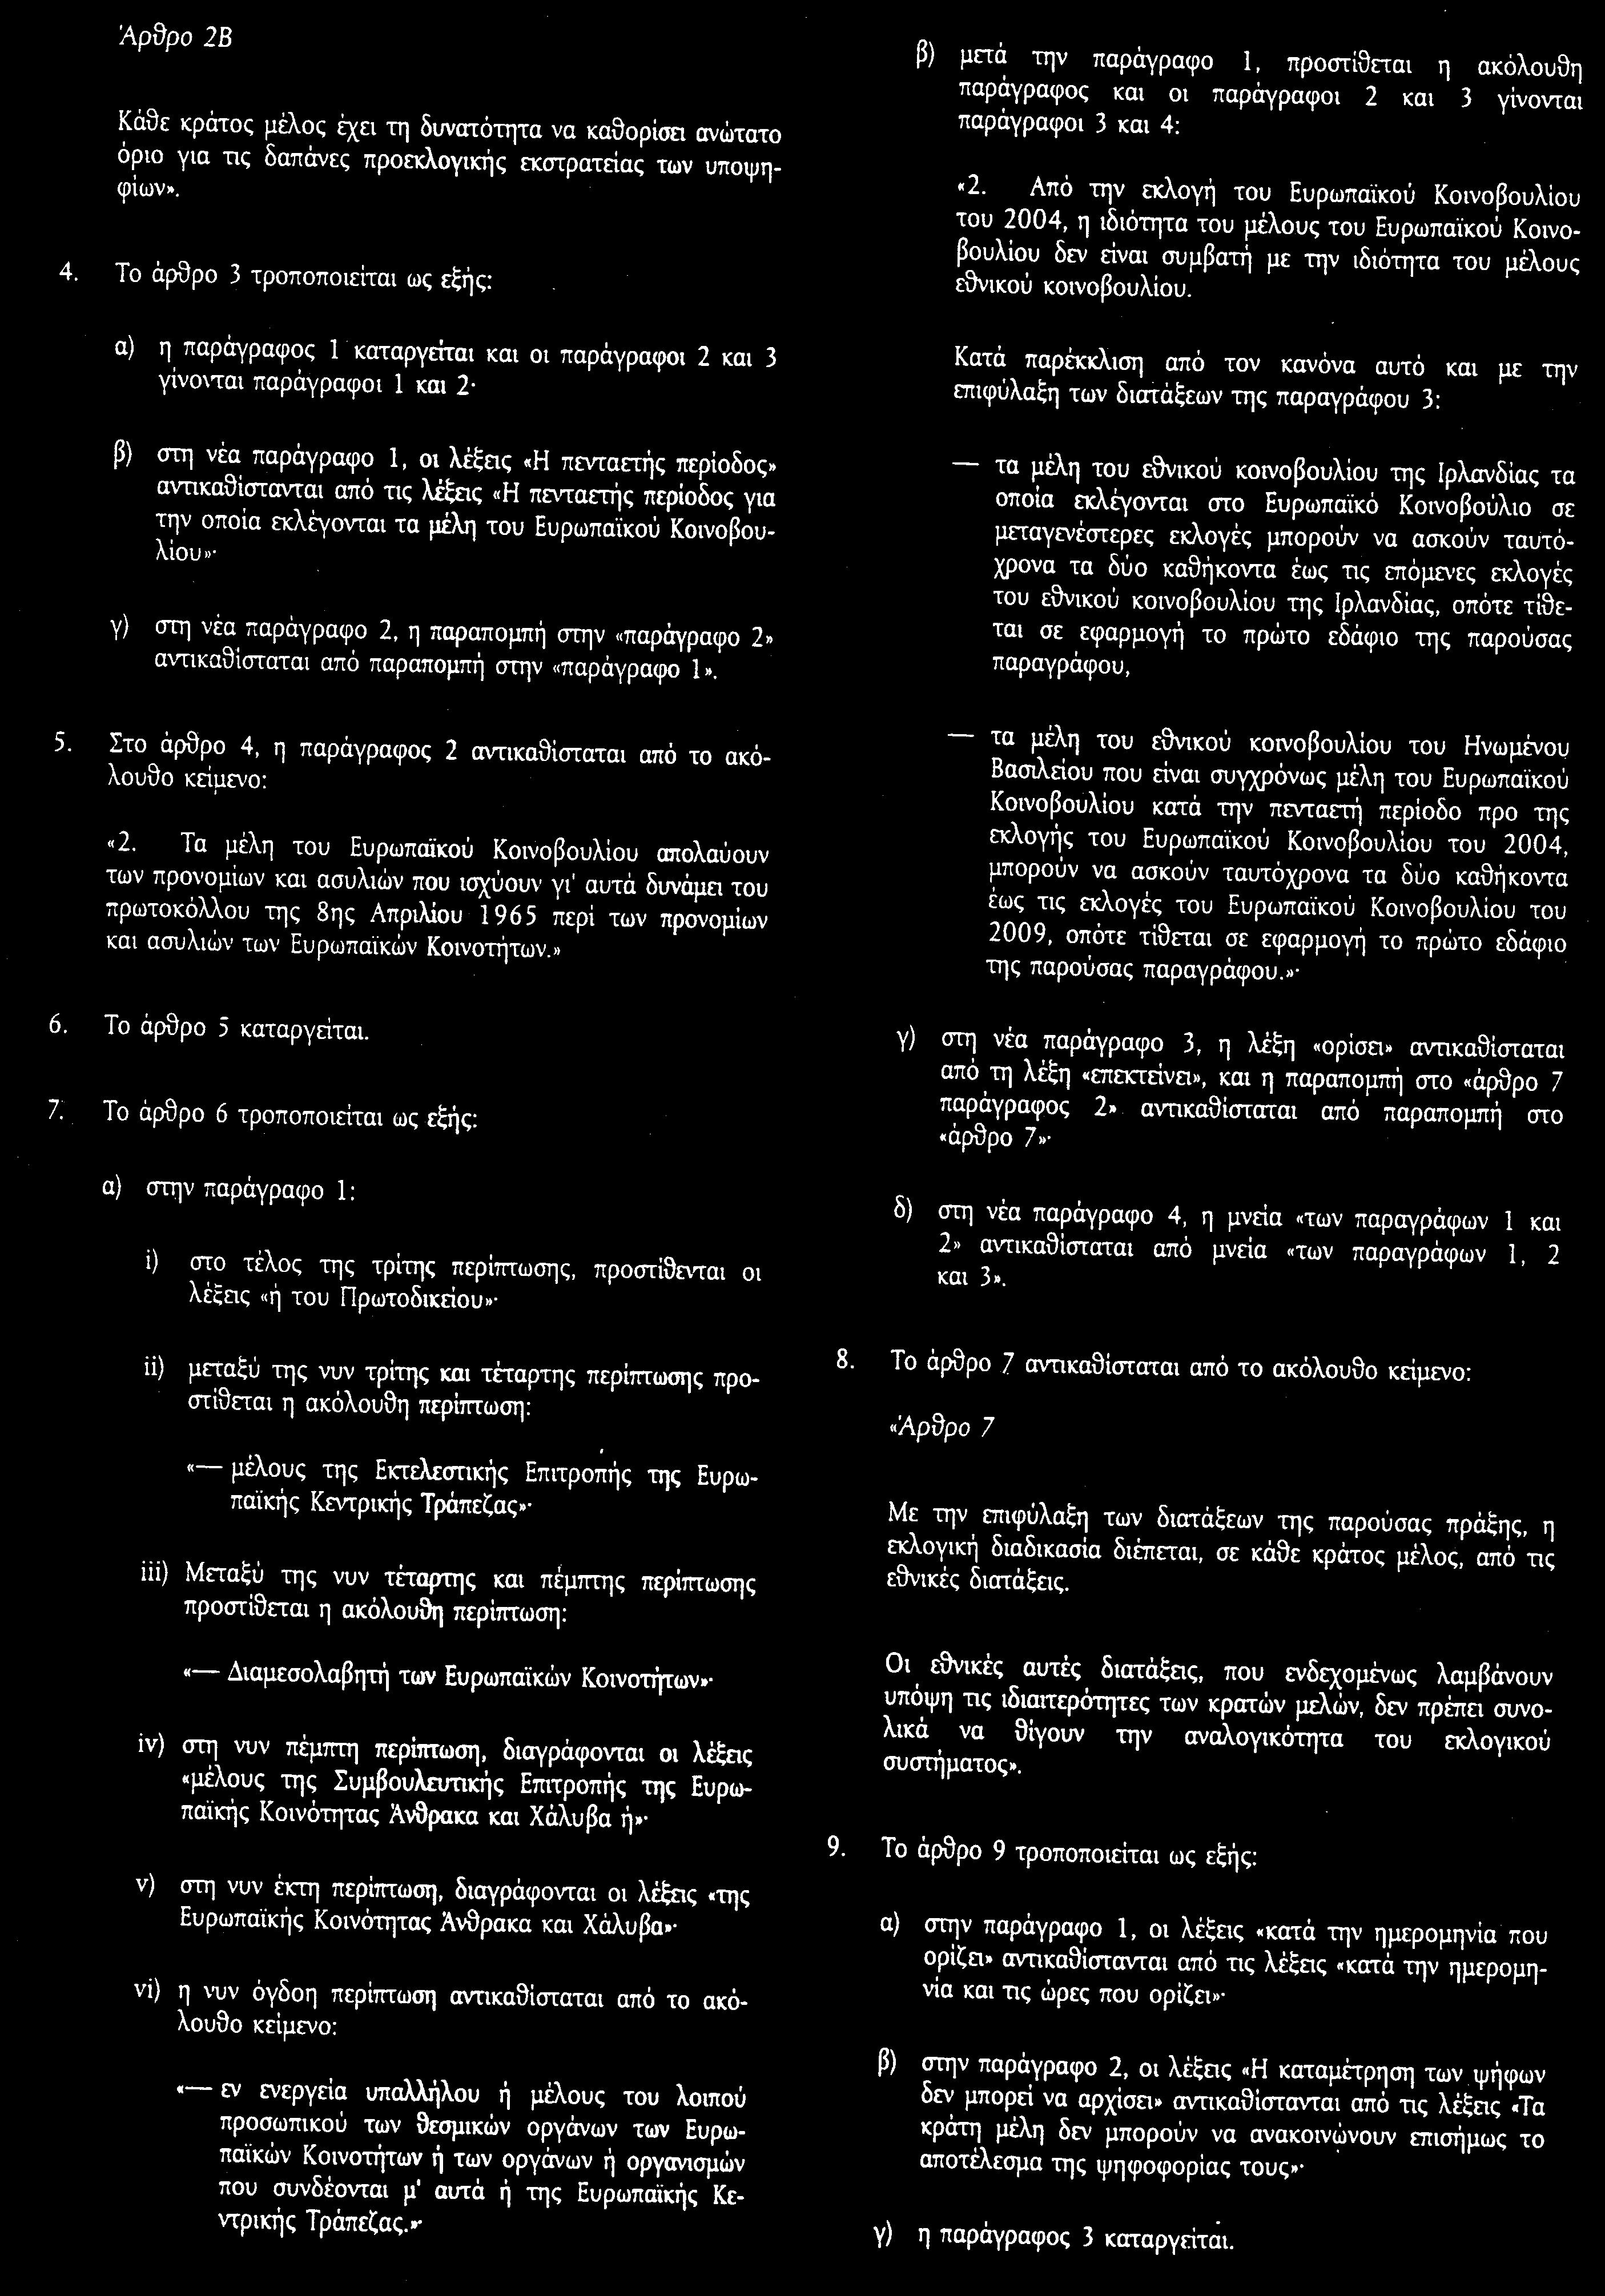 Άρθρο 2Β
Κάθε κράτος μέλος έχει τη δυνατότητα να καθορίσει ανώτατο
όριο για τις δαπάνες προεκλογικής εκστρατείας των υποψη-
φίων».
4. Το άρθρο 3 τροποποιείται ως εξής:
α) η παράγραφος 1 καταργείται και οι παράγραφοι 2 και 3
γίνονται παράγραφοι 1 και 2·
β) στη νέα παράγραφο 1, οι λέξεις «Η πενταετής περίοδος»
αντικαθίστανται από τις λέξεις «Η πενταετής περίοδος για
την οποία εκλέγονται τα μέλη του Ευρωπαϊκού Κοινοβου-
λίου»·
γ) στη νέα παράγραφο 2, η παραπομπή στην «παράγραφο 2»
αντικαθίσταται από παραπομπή στην «παράγραφο 1».
5. Στο άρθρο 4, η παράγραφος 2 αντικαθίσταται από το ακό-
λουθο κείμενο:
«2. Τα μέλη του Ευρωπαϊκού Κοινοβουλίου απολαύουν
των προνομίων και ασυλιών που ισχύουν γι' αυτά δυνάμει του
πρωτοκόλλου της 8ης Απριλίου 1965 περί των προνομίων
και ασυλιών των Ευρωπαϊκών Κοινοτήτων.»
6. Το άρθρο 5 καταργείται.
7. Το άρθρο 6 τροποποιείται ως εξής:
α) στην παράγραφο 1:
i) στο τέλος της τρίτης περίπτωσης, προστίθενται οι
λέξεις «ή του Πρωτοδικείου»·
ii) μεταξύ της νυν τρίτης και τέταρτης περίπτωσης προ-
στίθεται η ακόλουθη περίπτωση:
«— μέλους της Εκτελεστικής Επιτροπής της Ευρω-
παϊκής Κεντρικής Τράπεζας»·
iii) Μεταξύ της νυν τέταρτης και πέμπτης περίπτωσης
προστίθεται η ακόλουθη περίπτωση:
«— Διαμεσολαβητή των Ευρωπαϊκών Κοινοτήτων»·
iv) στη νυν πέμπτη περίπτωση, διαγράφονται οι λέξεις
«μέλους της Συμβουλευτικής Επιτροπής της Ευρω-
παϊκής Κοινότητας Άνθρακα και Χάλυβα ή»·
v) στη νυν έκτη περίπτωση, διαγράφονται οι λέξεις «της
Ευρωπαϊκής Κοινότητας Άνθρακα και Χάλυβα»·
vi) η νυν όγδοη περίπτωση αντικαθίσταται από το ακό-
λουθο κείμενο:
«— εν ενεργεία υπαλλήλου ή μέλους του λοιπού
προσωπικού των θεσμικών οργάνων των Ευρω-
παϊκών Κοινοτήτων ή των οργάνων ή οργανισμών
που συνδέονται μ' αυτά ή της Ευρωπαϊκής Κε-
ντρικής Τράπεζας.»·
β) μετά την παράγραφο 1, προστίθεται η ακόλουθη
παράγραφος και οι παράγραφοι 2 και 3 γίνονται
παράγραφοι 3 και 4:
«2. Από την εκλογή του Ευρωπαϊκού Κοινοβουλίου
του 2004, η ιδιότητα του μέλους του Ευρωπαϊκού Κοινο-
βουλίου δεν είναι συμβατή με την ιδιότητα του μέλους
εθνικού κοινοβουλίου.
Κατά παρέκκλιση από τον κανόνα αυτό και με την
επιφύλαξη των διατάξεων της παραγράφου 3:
— τα μέλη του εθνικού κοινοβουλίου της Ιρλανδίας τα
οποία εκλέγονται στο Ευρωπαϊκό Κοινοβούλιο σε
μεταγενέστερες εκλογές μπορούν να ασκούν ταυτό-
χρονα τα δύο καθήκοντα έως τις επόμενες εκλογές
του εθνικού κοινοβουλίου της Ιρλανδίας, οπότε τίθε-
ται σε εφαρμογή το πρώτο εδάφιο της παρούσας
παραγράφου,
— τα μέλη του εθνικού κοινοβουλίου του Ηνωμένου
Βασιλείου που είναι συγχρόνως μέλη του Ευρωπαϊκού
Κοινοβουλίου κατά την πενταετή περίοδο προ της
εκλογής του Ευρωπαϊκού Κοινοβουλίου του 2004,
μπορούν να ασκούν ταυτόχρονα τα δύο καθήκοντα
έως τις εκλογές του Ευρωπαϊκού Κοινοβουλίου του
2009, οπότε τίθεται σε εφαρμογή το πρώτο εδάφιο
της παρούσας παραγράφου.»·
γ) στη νέα παράγραφο 3, η λέξη «ορίσει» αντικαθίσταται
από τη λέξη «επεκτείνει», και η παραπομπή στο «άρθρο 7
παράγραφος 2» αντικαθίσταται από παραπομπή στο
«άρθρο 7»·
δ) στη νέα παράγραφο 4, η μνεία «των παραγράφων 1 και
2» αντικαθίσταται από μνεία «των παραγράφων 1, 2
και 3».
8. Το άρθρο 7 αντικαθίσταται από το ακόλουθο κείμενο:
«Άρθρο 7
Με την επιφύλαξη των διατάξεων της παρούσας πράξης, η
εκλογική διαδικασία διέπεται, σε κάθε κράτος μέλος, από τις
εθνικές διατάξεις.
Οι εθνικές αυτές διατάξεις, που ενδεχομένως λαμβάνουν
υπόψη τις ιδιαιτερότητες των κρατών μελών, δεν πρέπει συνο-
λικά να θίγουν την αναλογικότητα του εκλογικού
συστήματος».
9. Το άρθρο 9 τροποποιείται ως εξής:
α) στην παράγραφο 1, οι λέξεις «κατά την ημερομηνία που
ορίζει» αντικαθίστανται από τις λέξεις «κατά την ημερομη-
νία και τις ώρες που ορίζει»·
β) στην παράγραφο 2, οι λέξεις «Η καταμέτρηση των ψήφων
δεν μπορεί να αρχίσει» αντικαθίστανται από τις λέξεις «Τα
κράτη μέλη δεν μπορούν να ανακοινώνουν επισήμως το
αποτέλεσμα της ψηφοφορίας τους»·
γ) η παράγραφος 3 καταργείται.